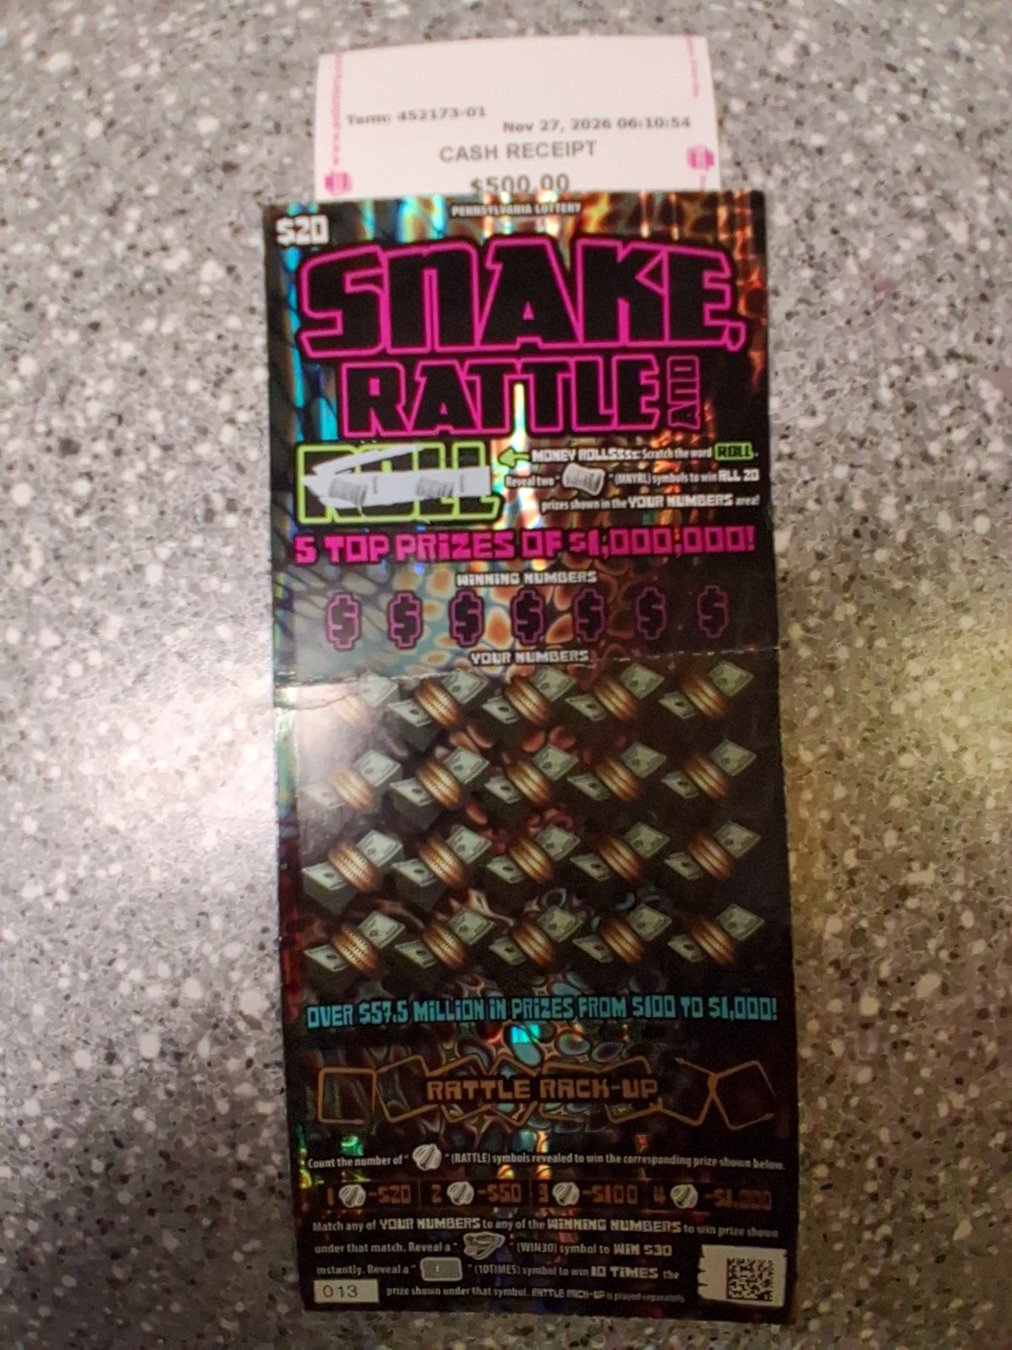 Term: 452173-01
Nov 27, 2026 06:10:54
CASH RECEIPT
$500.00
PENNSYLVANIA LOTTERY
$20
SNAKE,
RATTLE AND
ROLL
MONEY ROLLSSSS: Scratch the word ROLL.
Reveal two " " (MNYRL) symbols to win ALL 20
prizes shown in the YOUR NUMBERS area!
5 TOP PRIZES OF $1,000,000!
WINNING NUMBERS
$ $ $ $ $ $ $
YOUR NUMBERS
OVER $57.5 MILLION IN PRIZES FROM $100 TO $1,000!
RATTLE RACK-UP
Count the number of " " (RATTLE) symbols revealed to win the corresponding prize shown below.
1 -$20 2 -$50 3 -$100 4 -$1,000
Match any of YOUR NUMBERS to any of the WINNING NUMBERS to win prize shown
under that match. Reveal a " " (WIN30) symbol to WIN $30
instantly. Reveal a " " (10TIMES) symbol to win 10 TIMES the
prize shown under that symbol. RATTLE RACK-UP is played separately.
013